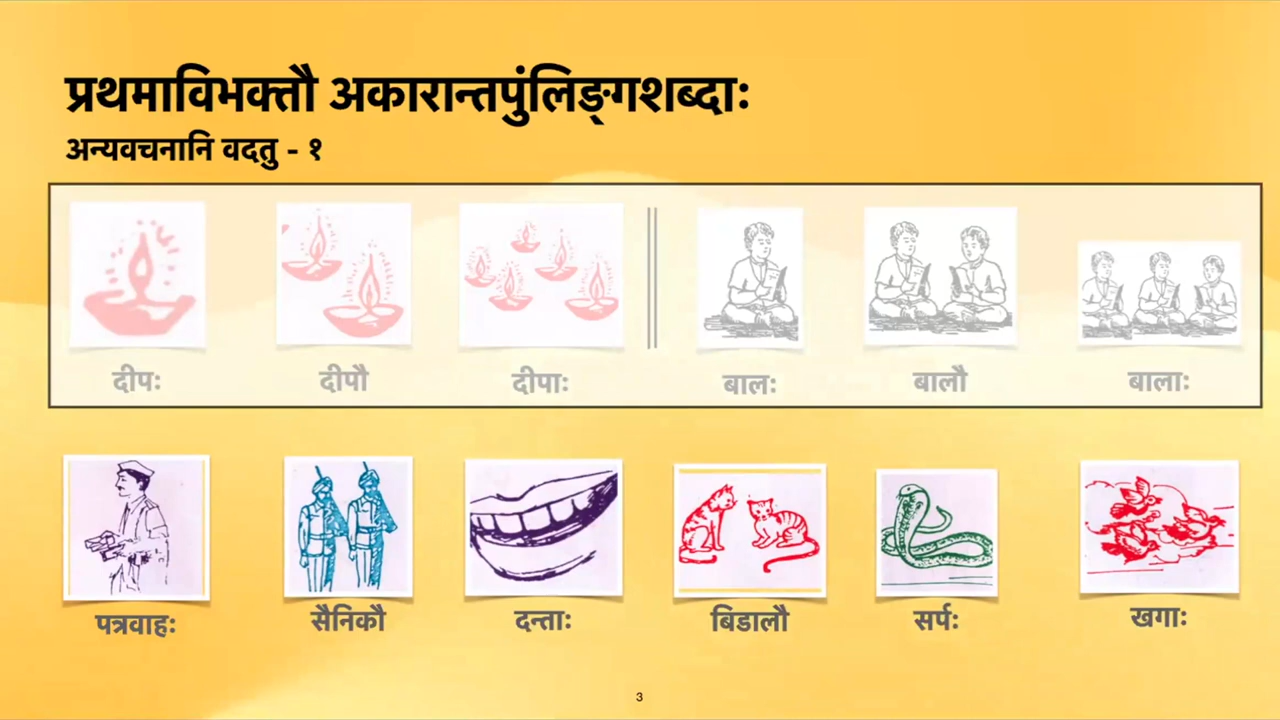 प्रथमाविभक्तौ अकारान्तपुंलिङ्गशब्दाः
अन्यवचनानि वदतु - १
दीपः दीपौ दीपाः बालः बालौ बालाः
पत्रवाहः सैनिकौ दन्ताः बिडालौ सर्पः खगाः
3